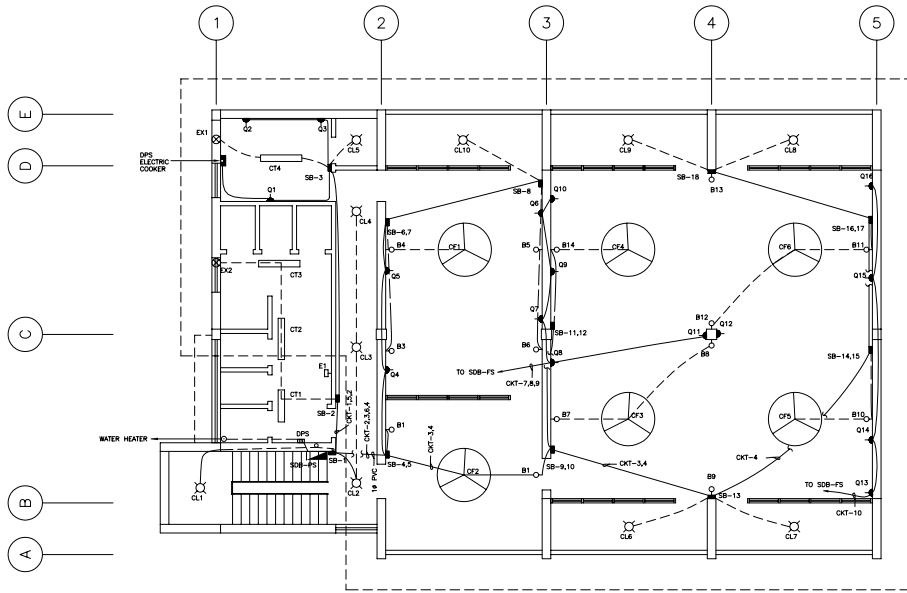 1 2 3 4 5
E
EX1 Q2 Q3 CL5 CL10 CL9 CL8
D
DPS
ELECTRIC
COOKER
CT4
SB-3
SB-8
SB-18
B13
Q16
Q1
Q10
Q6
CL4
SB-6,7
SB-16,17
B4 CF1 B5 B14 CF4 CF6 B11
EX2
CT3
Q5
Q9
Q15
Q7
B12
SB-11,12
Q11 Q12
C
CT2
CL3
B3
B6
Q8
B8
SB-14,15
TO SDB-FS
CKT-7,8,9
E1
Q4
CT1
SB-2
B7 CF3 CF5 B10
CKT-1,3,2
CKT-2,3,6,4
B1
CKT-3,4
WATER HEATER
DPS
SB-1
SDB-PS
SB-4,5
1φ PVC
CF2
B1
SB-9,10
CKT-3,4
CKT-4
Q14
B9
SB-13
Q13
TO SDB-FS
CKT-10
CL1
CL2
B
CL6
CL7
A